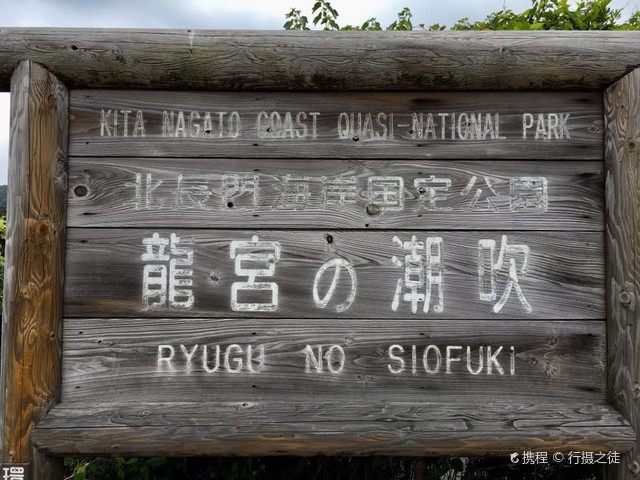 KITA NAGATO COAST QUASI-NATIONAL PARK
北長門海岸国定公園
龍宮の潮吹
RYUGU NO SIOFUKi
環
携程 © 行摄之徒